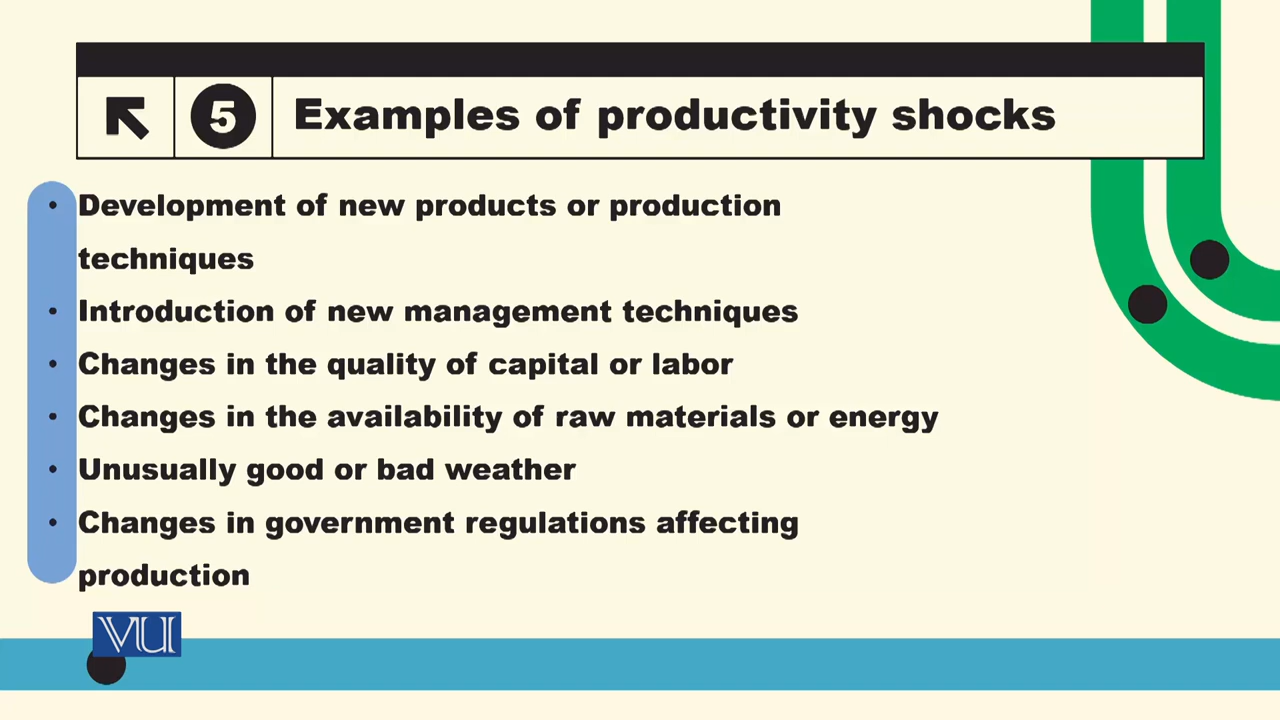 5 Examples of productivity shocks
• Development of new products or production
techniques
• Introduction of new management techniques
• Changes in the quality of capital or labor
• Changes in the availability of raw materials or energy
• Unusually good or bad weather
• Changes in government regulations affecting
production
VU